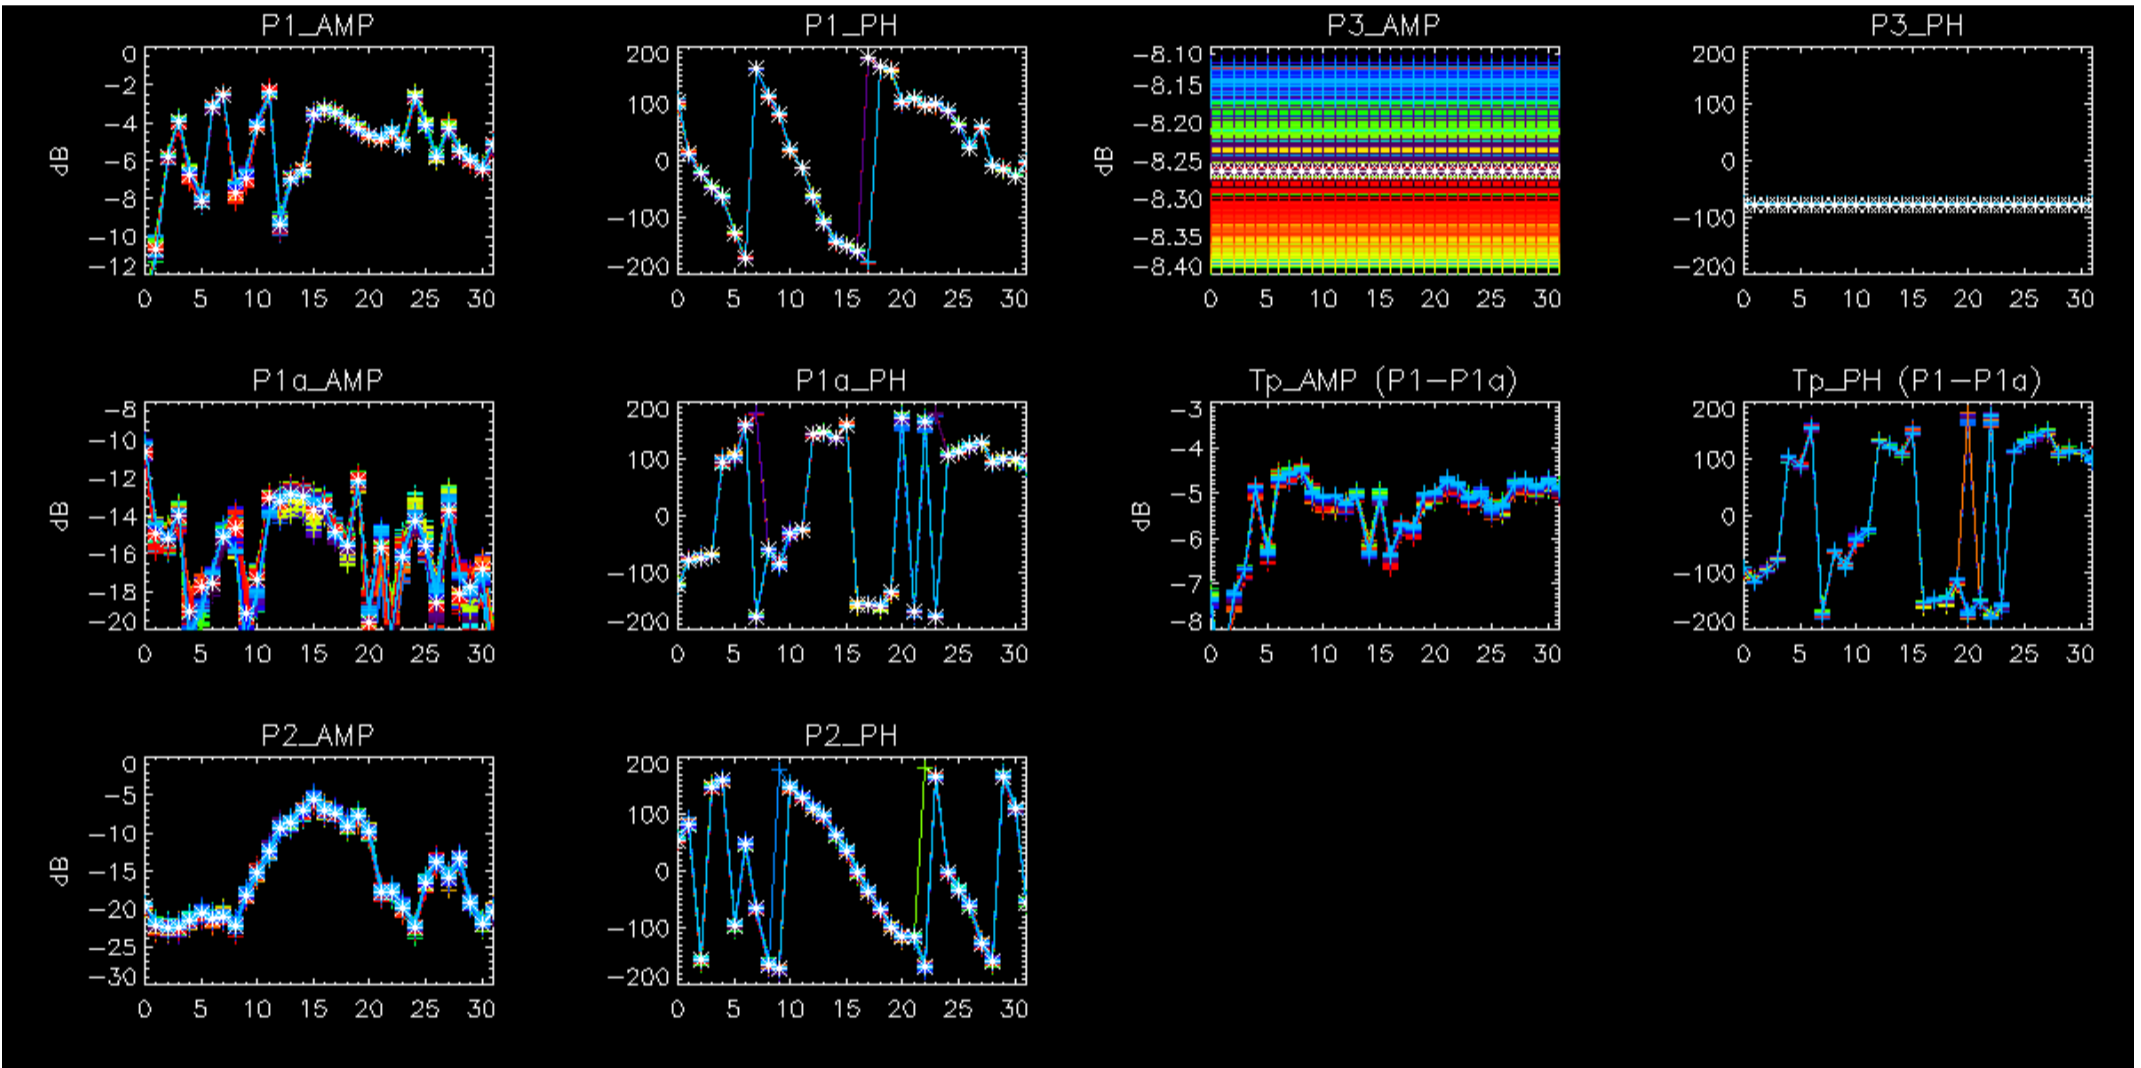 P1_AMP
0
−2
−4
−6
−8
−10
−12
dB
0 5 10 15 20 25 30
P1_PH
200
100
0
−100
−200
0 5 10 15 20 25 30
P3_AMP
−8.10
−8.15
−8.20
−8.25
−8.30
−8.35
−8.40
dB
0 5 10 15 20 25 30
P3_PH
200
100
0
−100
−200
0 5 10 15 20 25 30
P1a_AMP
−8
−10
−12
−14
−16
−18
−20
dB
0 5 10 15 20 25 30
P1a_PH
200
100
0
−100
−200
0 5 10 15 20 25 30
Tp_AMP (P1−P1a)
−3
−4
−5
−6
−7
−8
dB
0 5 10 15 20 25 30
Tp_PH (P1−P1a)
200
100
0
−100
−200
0 5 10 15 20 25 30
P2_AMP
0
−5
−10
−15
−20
−25
−30
dB
0 5 10 15 20 25 30
P2_PH
200
100
0
−100
−200
0 5 10 15 20 25 30